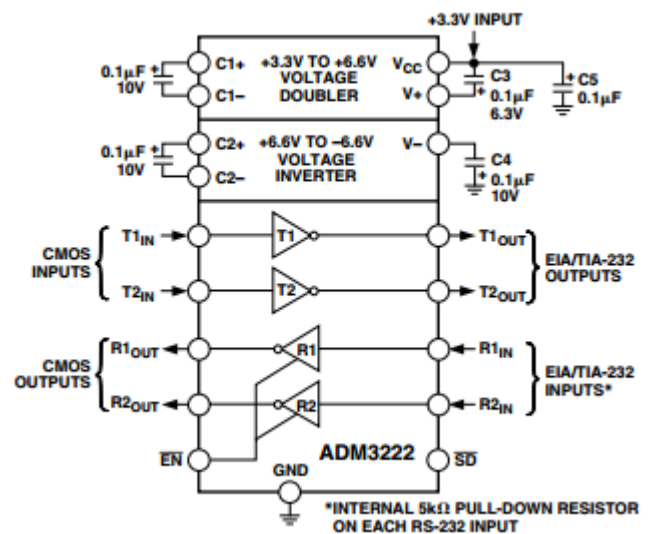 +3.3V INPUT
0.1µF
10V
+
C1+
C1–
+3.3V TO +6.6V
VOLTAGE
DOUBLER
VCC
V+
C3
+ 0.1µF
6.3V
+ C5
0.1µF
0.1µF
10V
+
C2+
C2–
+6.6V TO –6.6V
VOLTAGE
INVERTER
V–
C4
+ 0.1µF
10V
CMOS
INPUTS
T1IN
T1
T1OUT
EIA/TIA-232
OUTPUTS
T2IN
T2
T2OUT
CMOS
OUTPUTS
R1OUT
R1
R1IN
EIA/TIA-232
INPUTS*
R2OUT
R2
R2IN
EN
ADM3222
SD
GND
*INTERNAL 5kΩ PULL-DOWN RESISTOR
ON EACH RS-232 INPUT